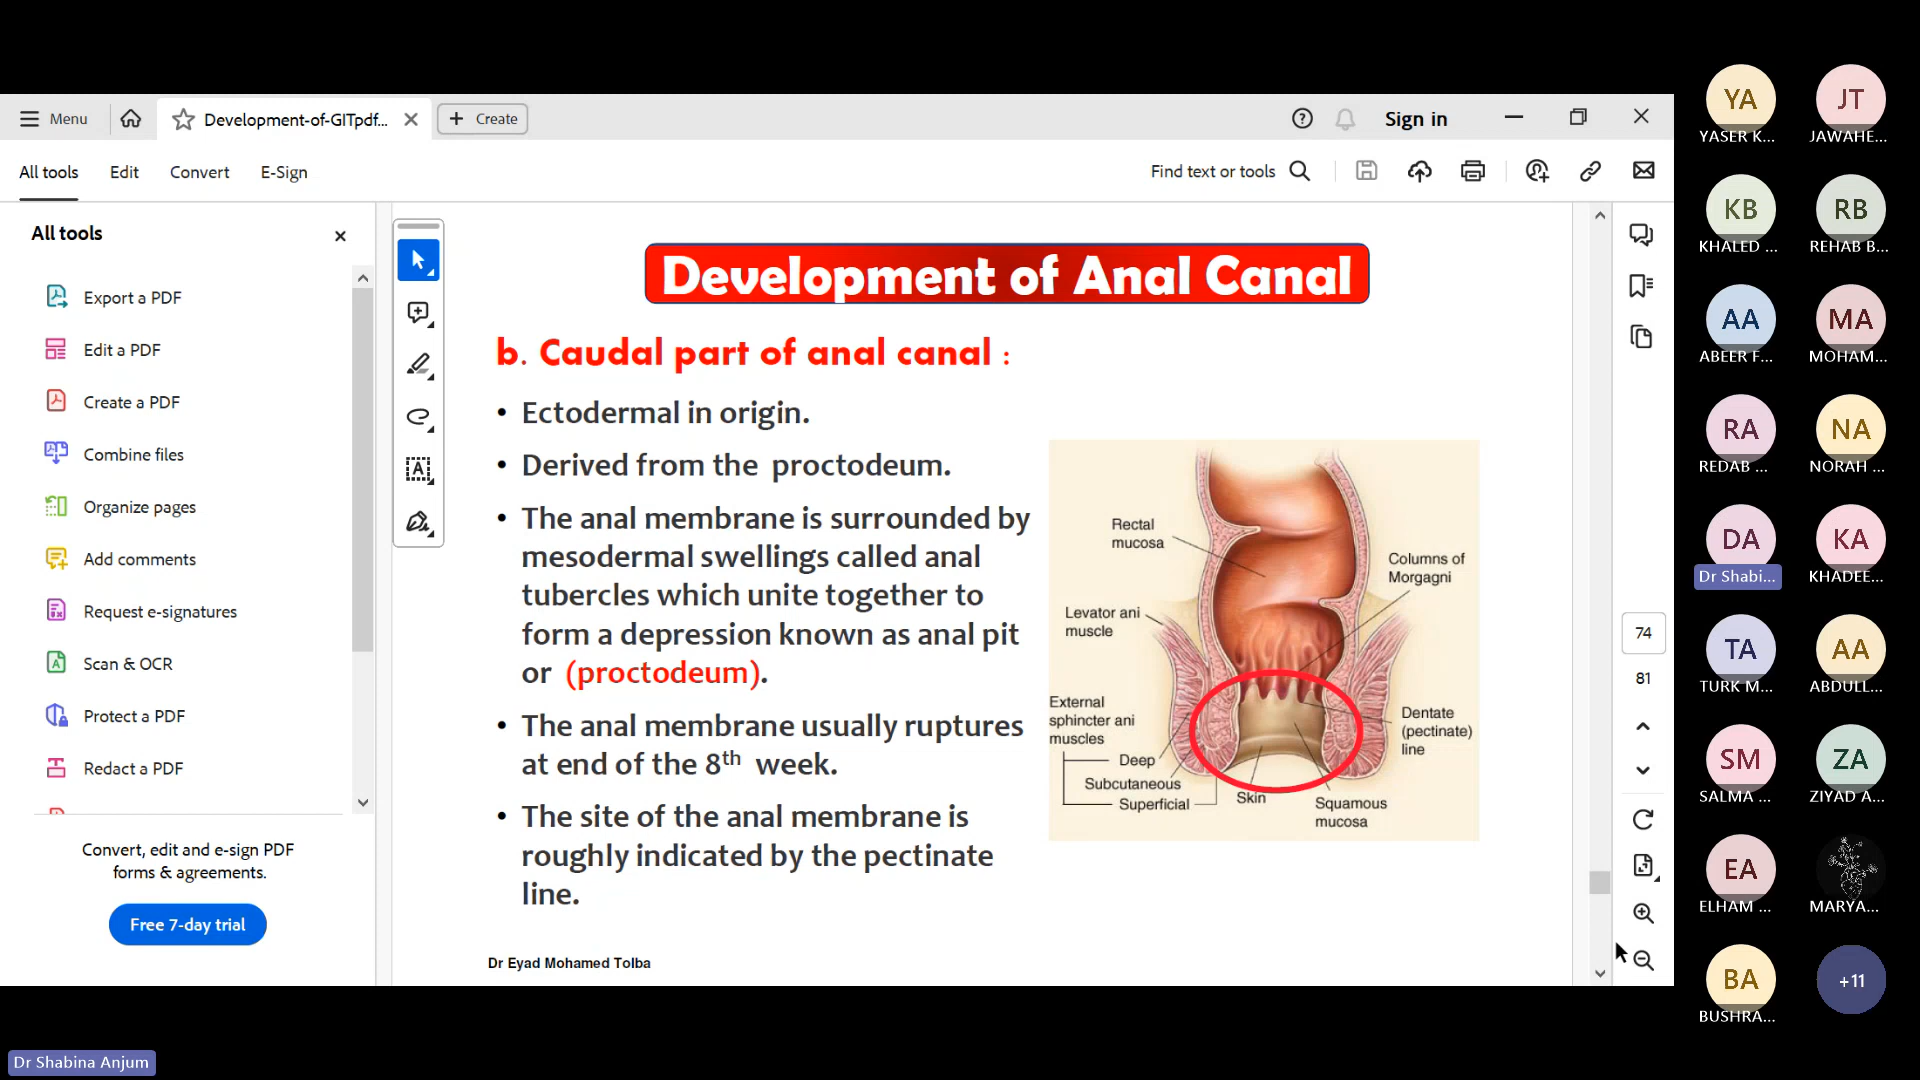 Menu
Development-of-GITpdf...
Create
Sign in
All tools
Edit
Convert
E-Sign
Find text or tools
All tools
Export a PDF
Edit a PDF
Create a PDF
Combine files
Organize pages
Add comments
Request e-signatures
Scan & OCR
Protect a PDF
Redact a PDF
Convert, edit and e-sign PDF
forms & agreements.
Free 7-day trial
Development of Anal Canal
b. Caudal part of anal canal :
• Ectodermal in origin.
• Derived from the proctodeum.
• The anal membrane is surrounded by
mesodermal swellings called anal
tubercles which unite together to
form a depression known as anal pit
or (proctodeum).
• The anal membrane usually ruptures
at end of the 8th week.
• The site of the anal membrane is
roughly indicated by the pectinate
line.
Rectal
mucosa
Columns of
Morgagni
Levator ani
muscle
External
sphincter ani
muscles
Deep
Subcutaneous
Superficial
Dentate
(pectinate)
line
Skin
Squamous
mucosa
Dr Eyad Mohamed Tolba
74
81
YA
YASER K...
JT
JAWAHE...
KB
KHALED ...
RB
REHAB B...
AA
ABEER F...
MA
MOHAM...
RA
REDAB ...
NA
NORAH ...
DA
Dr Shabi...
KA
KHADEE...
TA
TURK M...
AA
ABDULL...
SM
SALMA ...
ZA
ZIYAD A...
EA
ELHAM ...
MARYA...
BA
BUSHRA...
+11
Dr Shabina Anjum